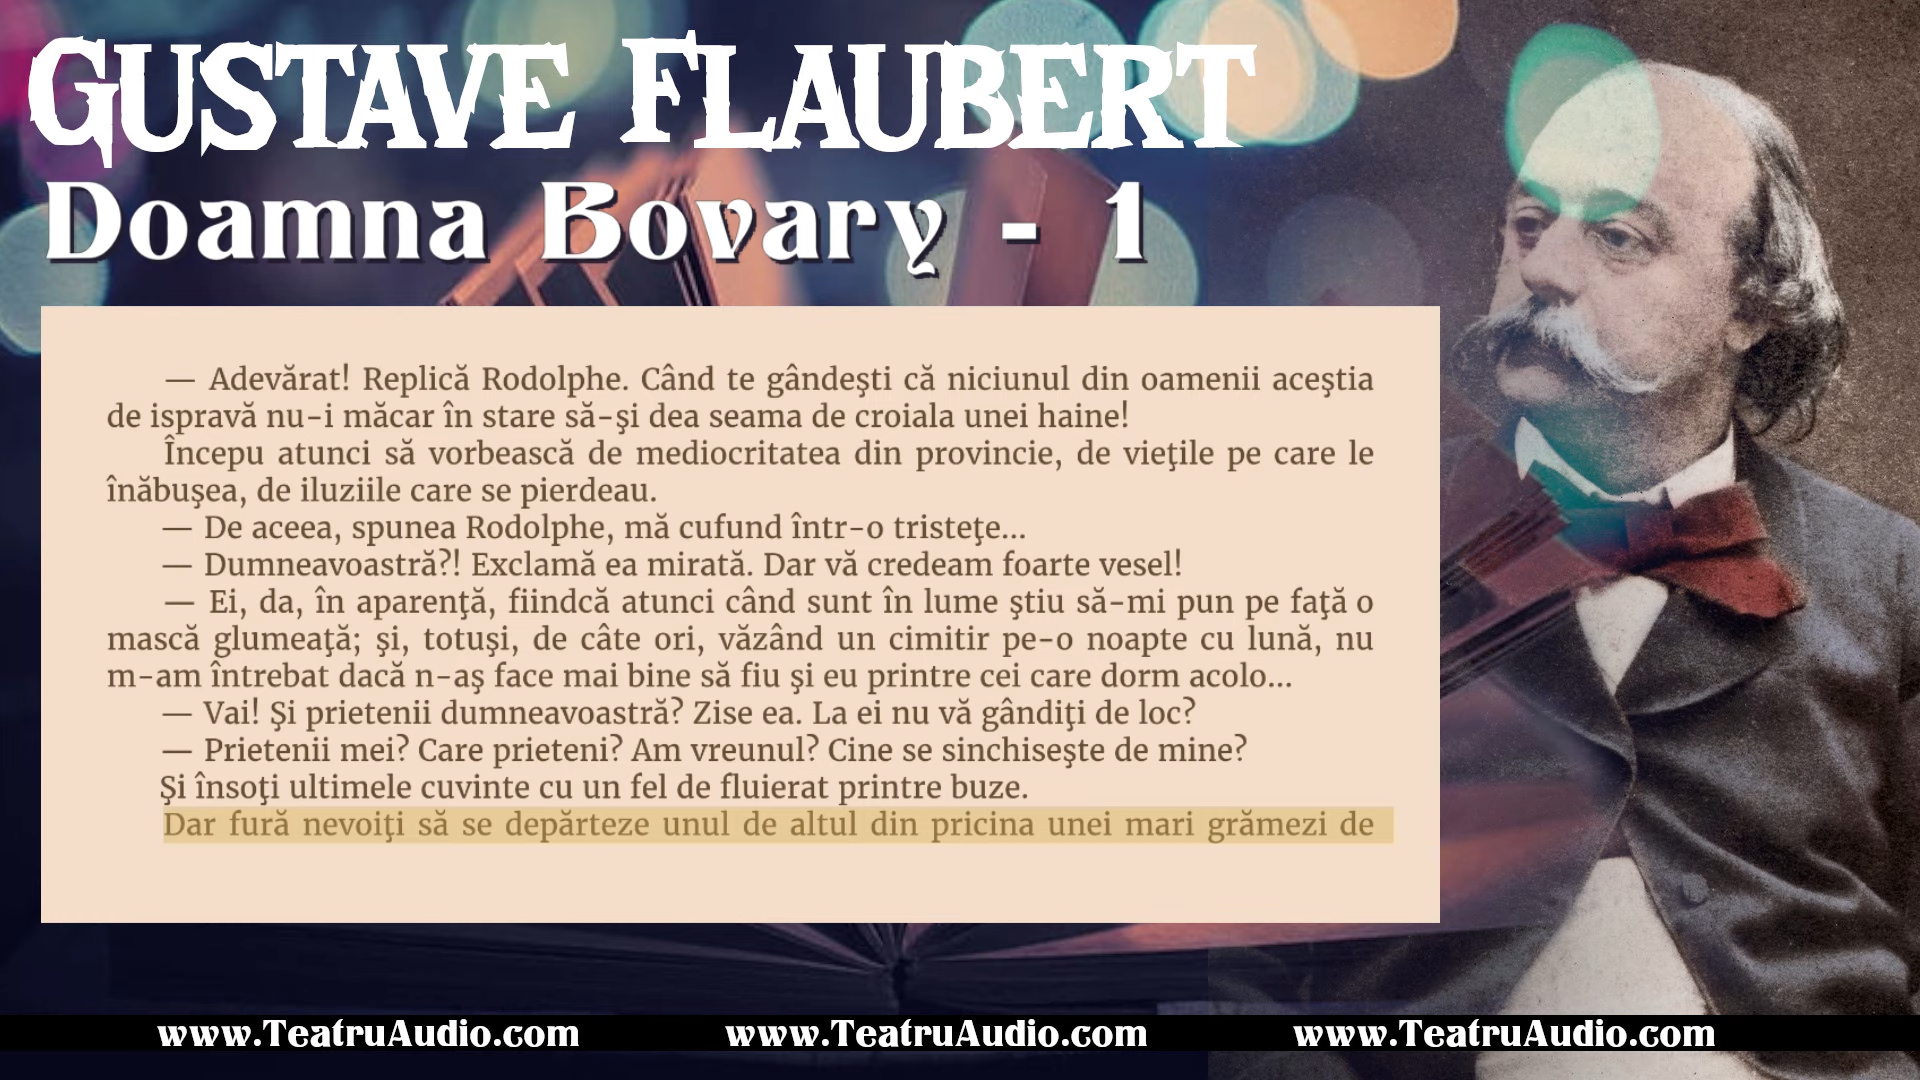 GUSTAVE FLAUBERT
Doamna Bovary - 1
— Adevărat! Replică Rodolphe. Când te gândeşti că niciunul din oamenii aceştia
de ispravă nu-i măcar în stare să-şi dea seama de croiala unei haine!
Începu atunci să vorbească de mediocritatea din provincie, de vieţile pe care le
înăbuşea, de iluziile care se pierdeau.
— De aceea, spunea Rodolphe, mă cufund într-o tristeţe...
— Dumneavoastră?! Exclamă ea mirată. Dar vă credeam foarte vesel!
— Ei, da, în aparenţă, fiindcă atunci când sunt în lume ştiu să-mi pun pe faţă o
mască glumeaţă; şi, totuşi, de câte ori, văzând un cimitir pe-o noapte cu lună, nu
m-am întrebat dacă n-aş face mai bine să fiu şi eu printre cei care dorm acolo...
— Vai! Şi prietenii dumneavoastră? Zise ea. La ei nu vă gândiţi de loc?
— Prietenii mei? Care prieteni? Am vreunul? Cine se sinchiseşte de mine?
Şi însoţi ultimele cuvinte cu un fel de fluierat printre buze.
Dar fură nevoiţi să se depărteze unul de altul din pricina unei mari grămezi de
www.TeatruAudio.com www.TeatruAudio.com www.TeatruAudio.com